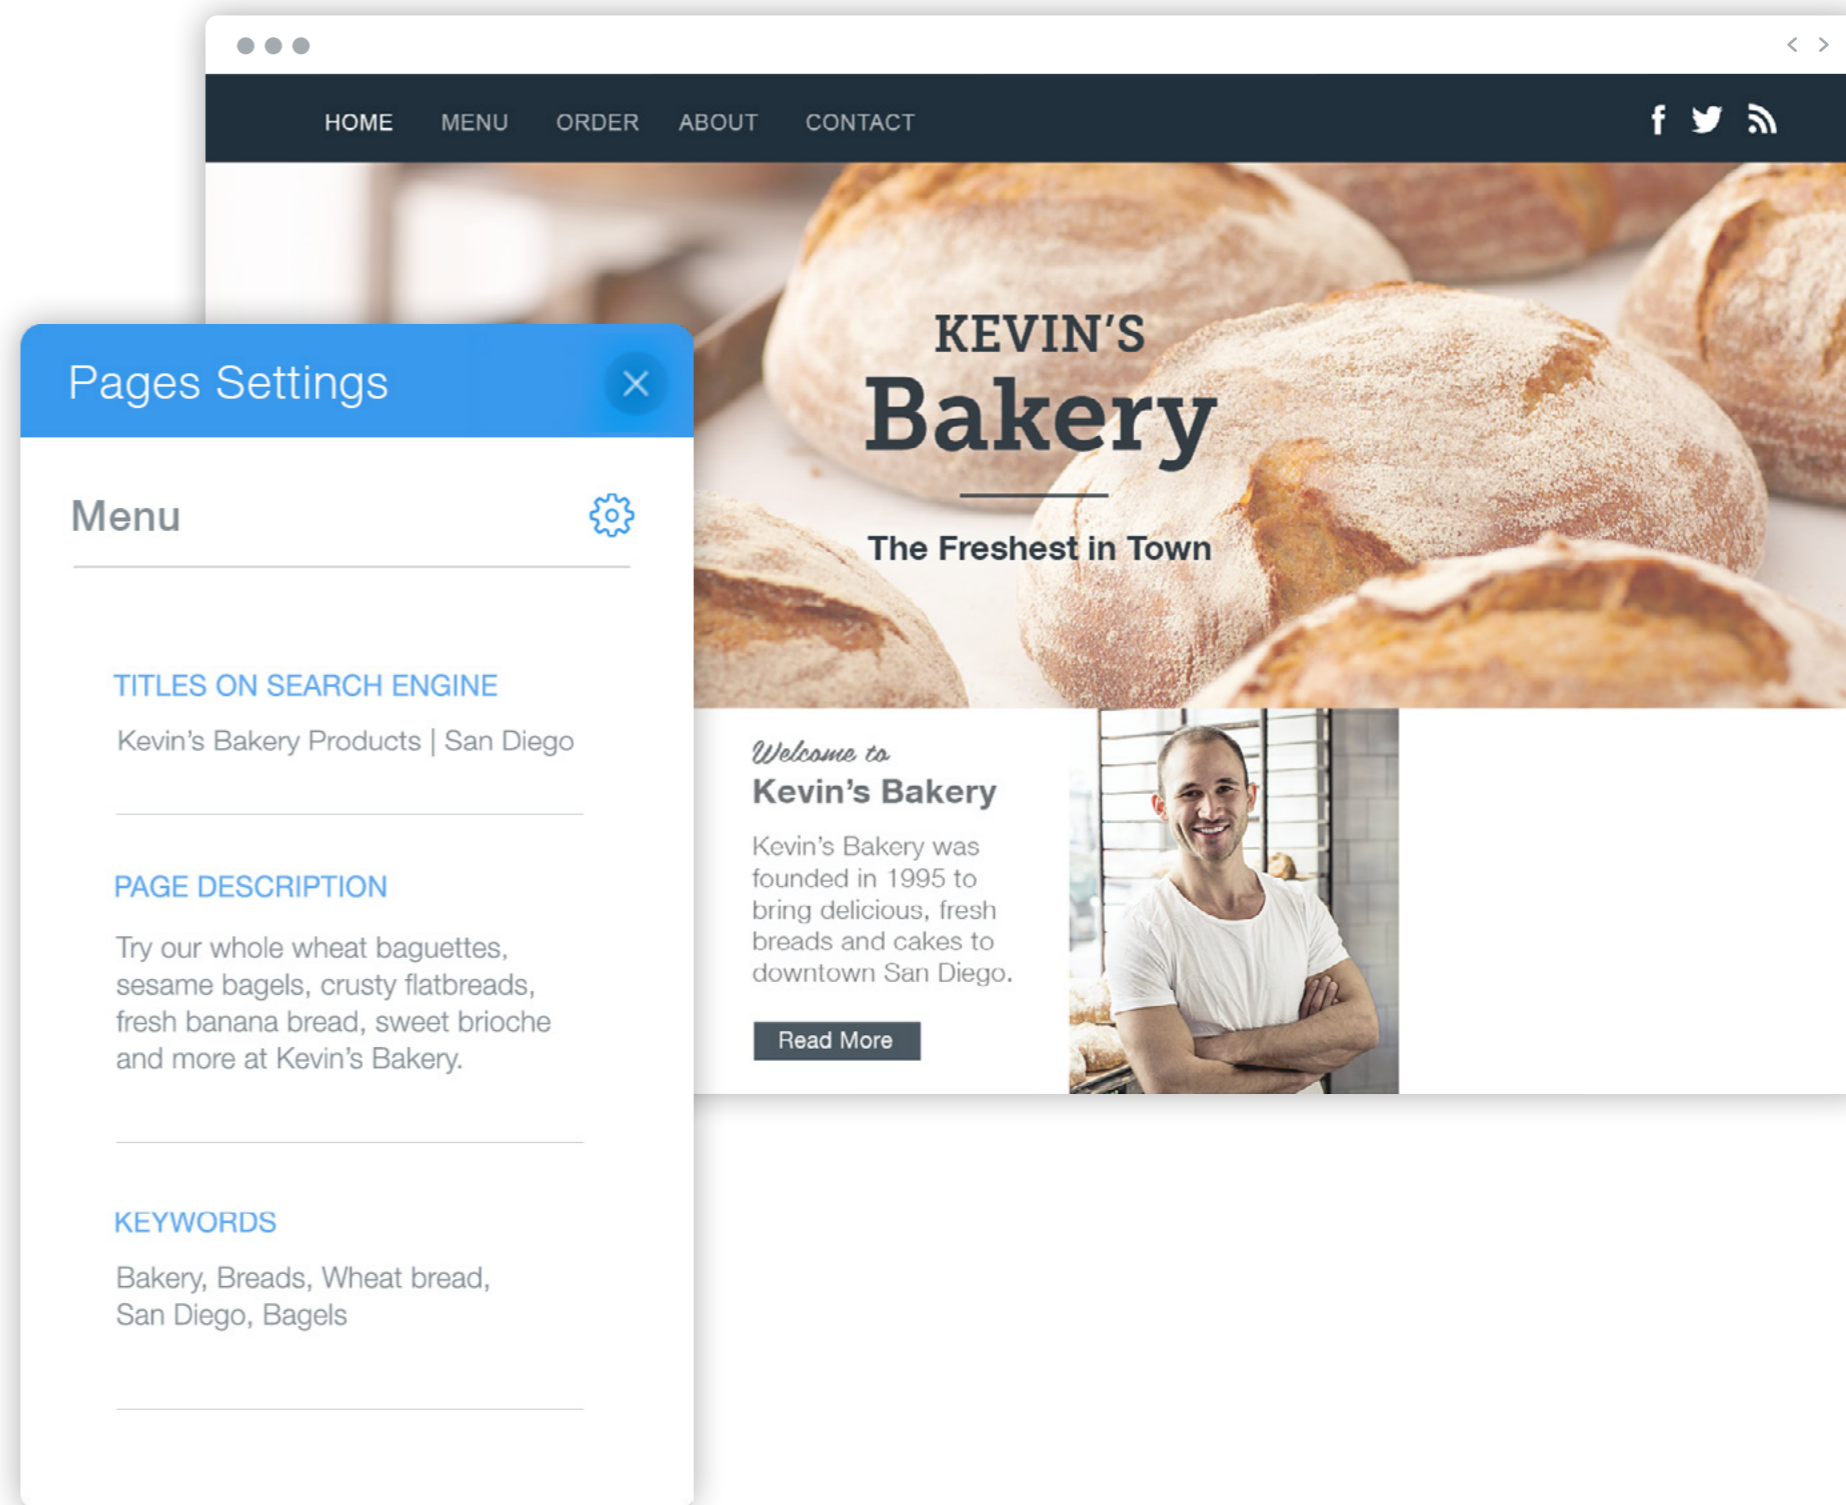 HOME MENU ORDER ABOUT CONTACT
KEVIN'S
Bakery
The Freshest in Town
Pages Settings
Menu
TITLES ON SEARCH ENGINE
Kevin's Bakery Products | San Diego
PAGE DESCRIPTION
Try our whole wheat baguettes,
sesame bagels, crusty flatbreads,
fresh banana bread, sweet brioche
and more at Kevin's Bakery.
KEYWORDS
Bakery, Breads, Wheat bread,
San Diego, Bagels
Welcome to
Kevin's Bakery
Kevin's Bakery was
founded in 1995 to
bring delicious, fresh
breads and cakes to
downtown San Diego.
Read More